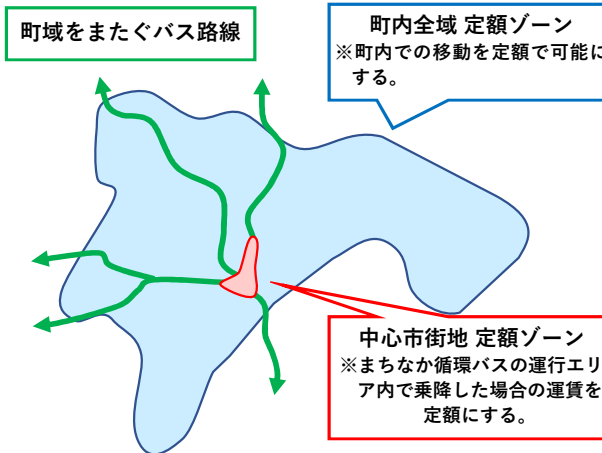 町域をまたぐバス路線
町内全域 定額ゾーン
※町内での移動を定額で可能に
する。
中心市街地 定額ゾーン
※まちなか循環バスの運行エリ
ア内で乗降した場合の運賃を
定額にする。